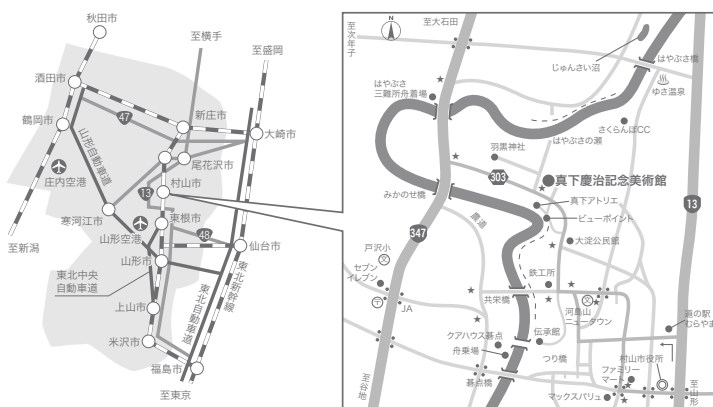 秋田市
至横手
至盛岡
酒田市
新庄市
47
鶴岡市
大崎市
山形自動車道
尾花沢市
庄内空港
13
村山市
寒河江市
東根市
山形空港
48
仙台市
至新潟
山形市
東北中央
自動車道
東北新幹線
東北自動車道
上山市
米沢市
福島市
至東京
至次年子
N
至大石田
じゅんさい沼
はやぶさ橋
はやぶさ
三難所舟着場
ゆさ温泉
さくらんぼCC
はやぶさの瀬
羽黒神社
303
真下慶治記念美術館
みかのせ橋
真下アトリエ
ビューポイント
13
農道
347
大淀公民館
戸沢小
文
セブン
イレブン
鉄工所
共栄橋
文
河島山
ニュータウン
JA
道の駅
むらやま
クアハウス碁点
伝承館
舟乗場
つり橋
村山市役所
ファミリー
マート
至谷地
碁点橋
マックスバリュ
至山形